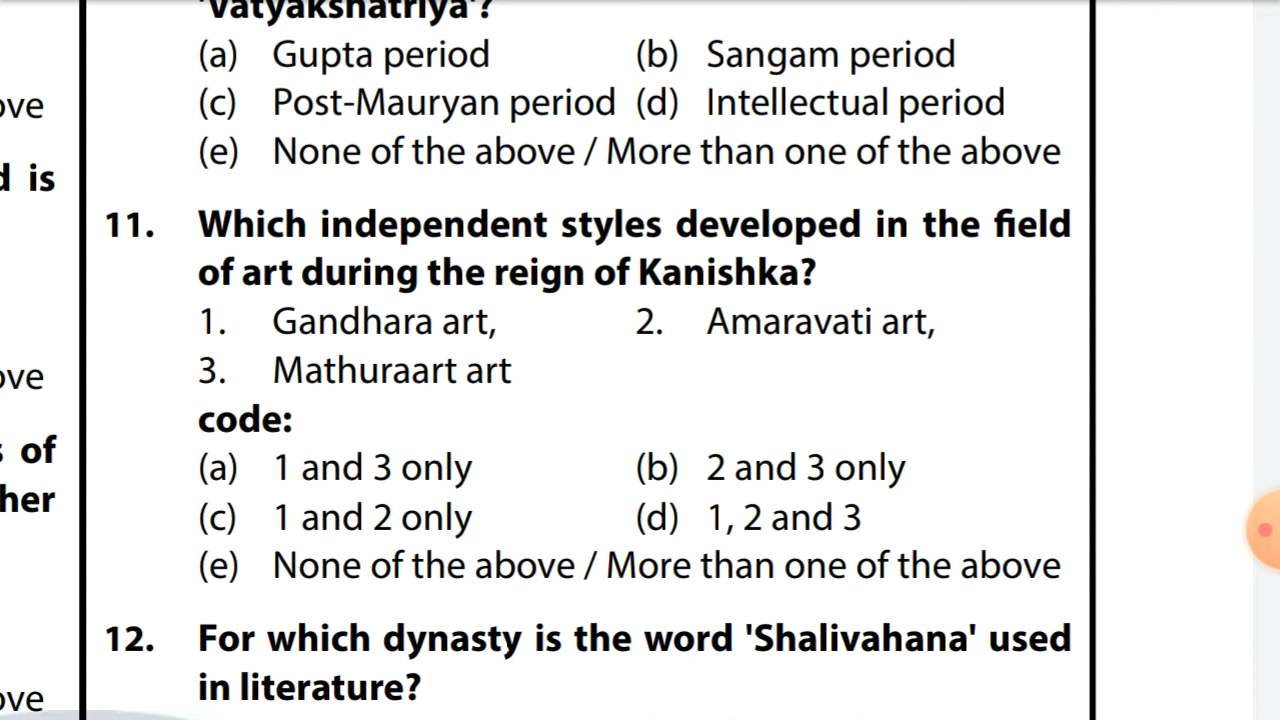 'Vatyakshatriya'?
(a) Gupta period (b) Sangam period
(c) Post-Mauryan period (d) Intellectual period
(e) None of the above / More than one of the above
11. Which independent styles developed in the field
of art during the reign of Kanishka?
1. Gandhara art, 2. Amaravati art,
3. Mathuraart art
code:
(a) 1 and 3 only (b) 2 and 3 only
(c) 1 and 2 only (d) 1, 2 and 3
(e) None of the above / More than one of the above
12. For which dynasty is the word 'Shalivahana' used
in literature?
is
of